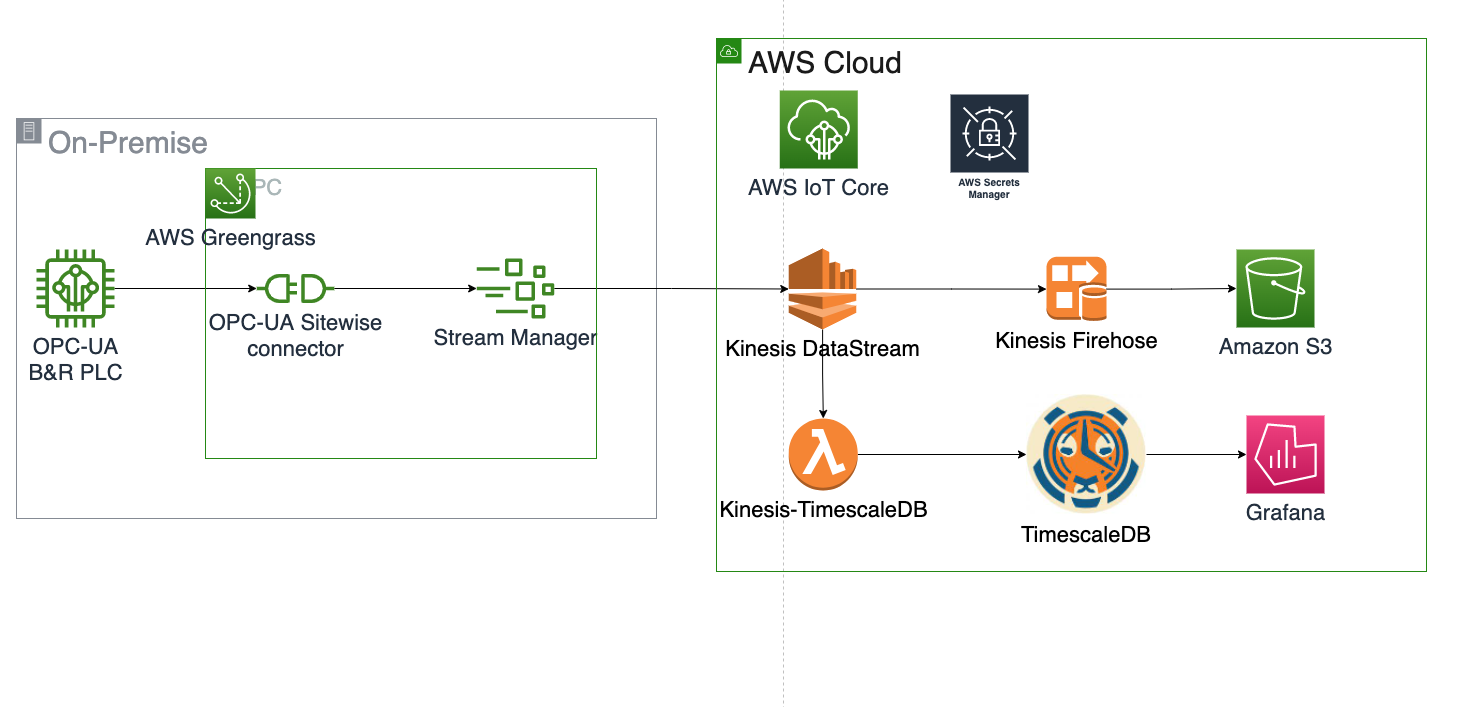 AWS Cloud
On-Premise
AWS IoT Core
AWS Secrets
Manager
PC
AWS Greengrass
OPC-UA
B&R PLC
OPC-UA Sitewise
connector
Stream Manager
Kinesis DataStream
Kinesis Firehose
Amazon S3
Kinesis-TimescaleDB
TimescaleDB
Grafana